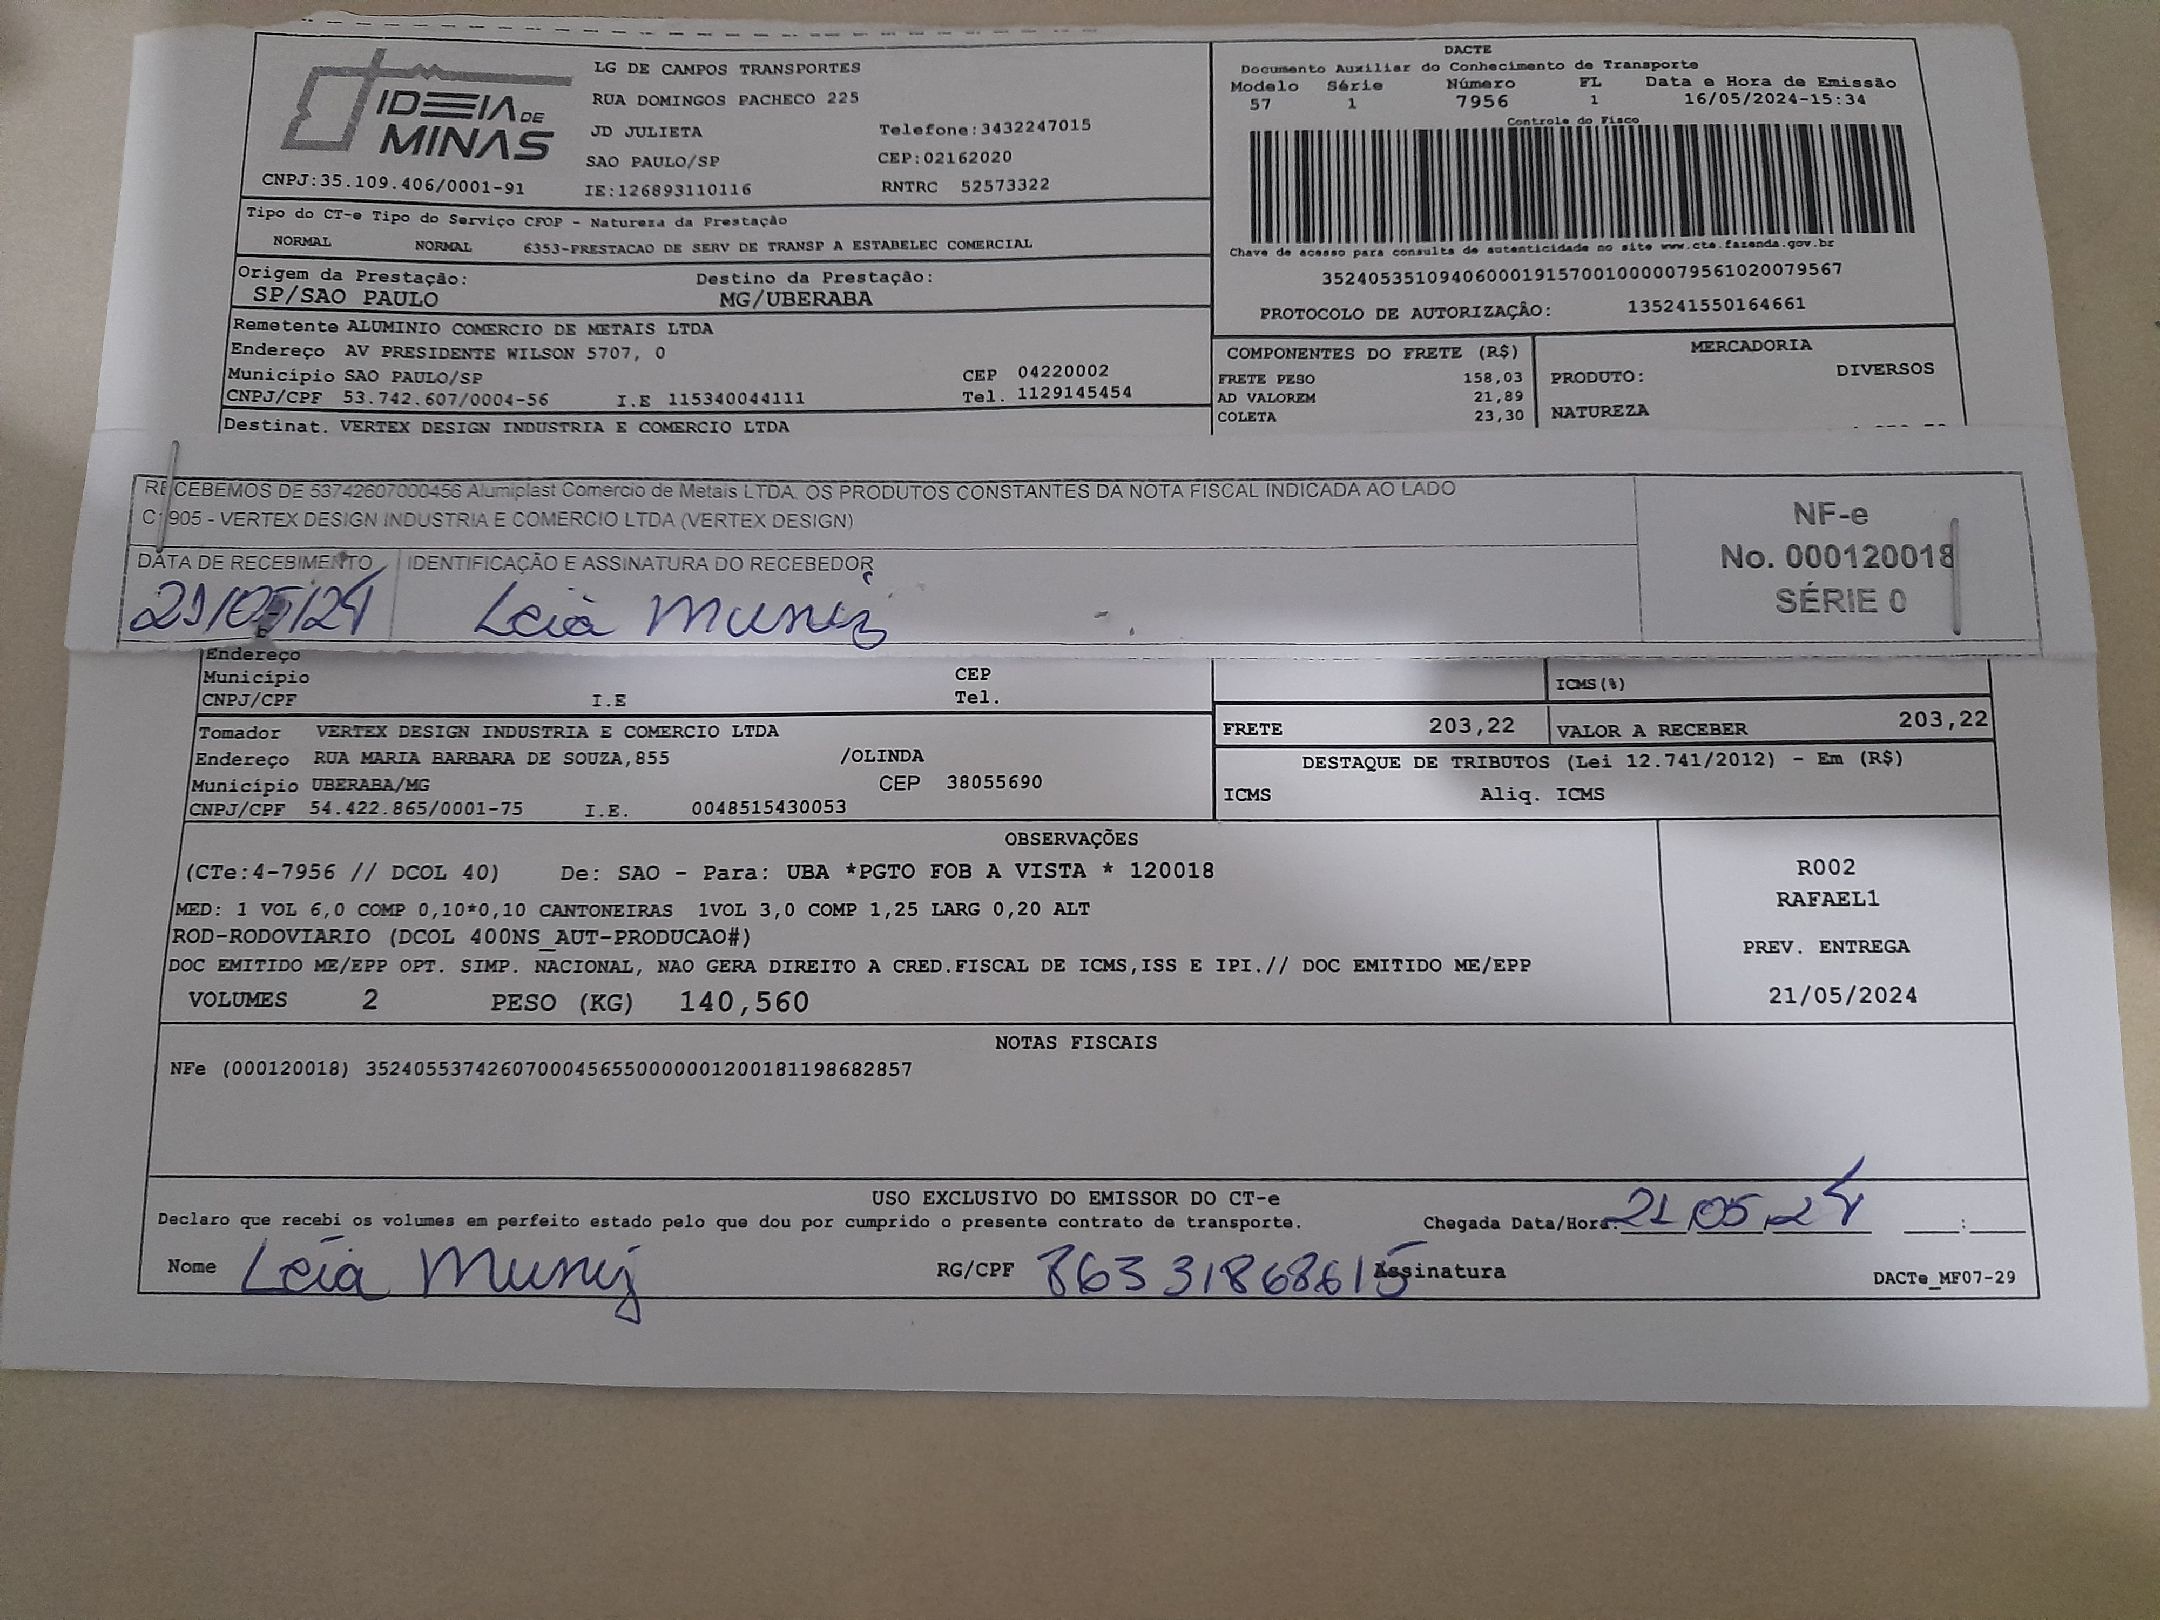 IDEIA DE
MINAS
CNPJ:35.109.406/0001-91
LG DE CAMPOS TRANSPORTES
RUA DOMINGOS PACHECO 225
JD JULIETA Telefone:3432247015
SAO PAULO/SP CEP:02162020
IE:126893110116 RNTRC 52573322
DACTE
Documento Auxiliar do Conhecimento de Transporte
Modelo Série Número FL Data e Hora de Emissão
57 1 7956 1 16/05/2024-15:34
Controle do Fisco
Chave de acesso para consulta de autenticidade no site www.cte.fazenda.gov.br
35240535109406000191570010000079561020079567
PROTOCOLO DE AUTORIZAÇÃO: 135241550164661
Tipo do CT-e Tipo do Serviço CFOP - Natureza da Prestação
NORMAL NORMAL 6353-PRESTACAO DE SERV DE TRANSP A ESTABELEC COMERCIAL
Origem da Prestação: Destino da Prestação:
SP/SAO PAULO MG/UBERABA
Remetente ALUMINIO COMERCIO DE METAIS LTDA
Endereço AV PRESIDENTE WILSON 5707, 0
Município SAO PAULO/SP CEP 04220002
CNPJ/CPF 53.742.607/0004-56 I.E 115340044111 Tel. 1129145454
Destinat. VERTEX DESIGN INDUSTRIA E COMERCIO LTDA
COMPONENTES DO FRETE (R$)
FRETE PESO 158,03
AD VALOREM 21,89
COLETA 23,30
MERCADORIA
PRODUTO: DIVERSOS
NATUREZA
RECEBEMOS DE 53742607000456 Alumiplast Comercio de Metais LTDA. OS PRODUTOS CONSTANTES DA NOTA FISCAL INDICADA AO LADO
C1905 - VERTEX DESIGN INDUSTRIA E COMERCIO LTDA (VERTEX DESIGN)
DATA DE RECEBIMENTO IDENTIFICAÇÃO E ASSINATURA DO RECEBEDOR
21/05/24 Leia Muniz
NF-e
No. 000120018
SÉRIE 0
Endereço
Município CEP
CNPJ/CPF I.E Tel.
ICMS(%)
FRETE 203,22 VALOR A RECEBER 203,22
Tomador VERTEX DESIGN INDUSTRIA E COMERCIO LTDA
Endereço RUA MARIA BARBARA DE SOUZA,855 /OLINDA
Município UBERABA/MG CEP 38055690
CNPJ/CPF 54.422.865/0001-75 I.E. 0048515430053
DESTAQUE DE TRIBUTOS (Lei 12.741/2012) - Em (R$)
ICMS Aliq. ICMS
OBSERVAÇÕES
(CTe:4-7956 // DCOL 40) De: SAO - Para: UBA *PGTO FOB A VISTA * 120018
MED: 1 VOL 6,0 COMP 0,10*0,10 CANTONEIRAS 1VOL 3,0 COMP 1,25 LARG 0,20 ALT
ROD-RODOVIARIO (DCOL 400NS_AUT-PRODUCAO#)
DOC EMITIDO ME/EPP OPT. SIMP. NACIONAL, NAO GERA DIREITO A CRED.FISCAL DE ICMS,ISS E IPI.// DOC EMITIDO ME/EPP
VOLUMES 2 PESO (KG) 140,560
R002
RAFAEL1
PREV. ENTREGA
21/05/2024
NOTAS FISCAIS
NFe (000120018) 35240553742607000456550000001200181198682857
USO EXCLUSIVO DO EMISSOR DO CT-e
Declaro que recebi os volumes em perfeito estado pelo que dou por cumprido o presente contrato de transporte. Chegada Data/Hora: 21/05/24 :
Nome Léia Muniz RG/CPF 86331868615 Assinatura
DACTe_MF07-29